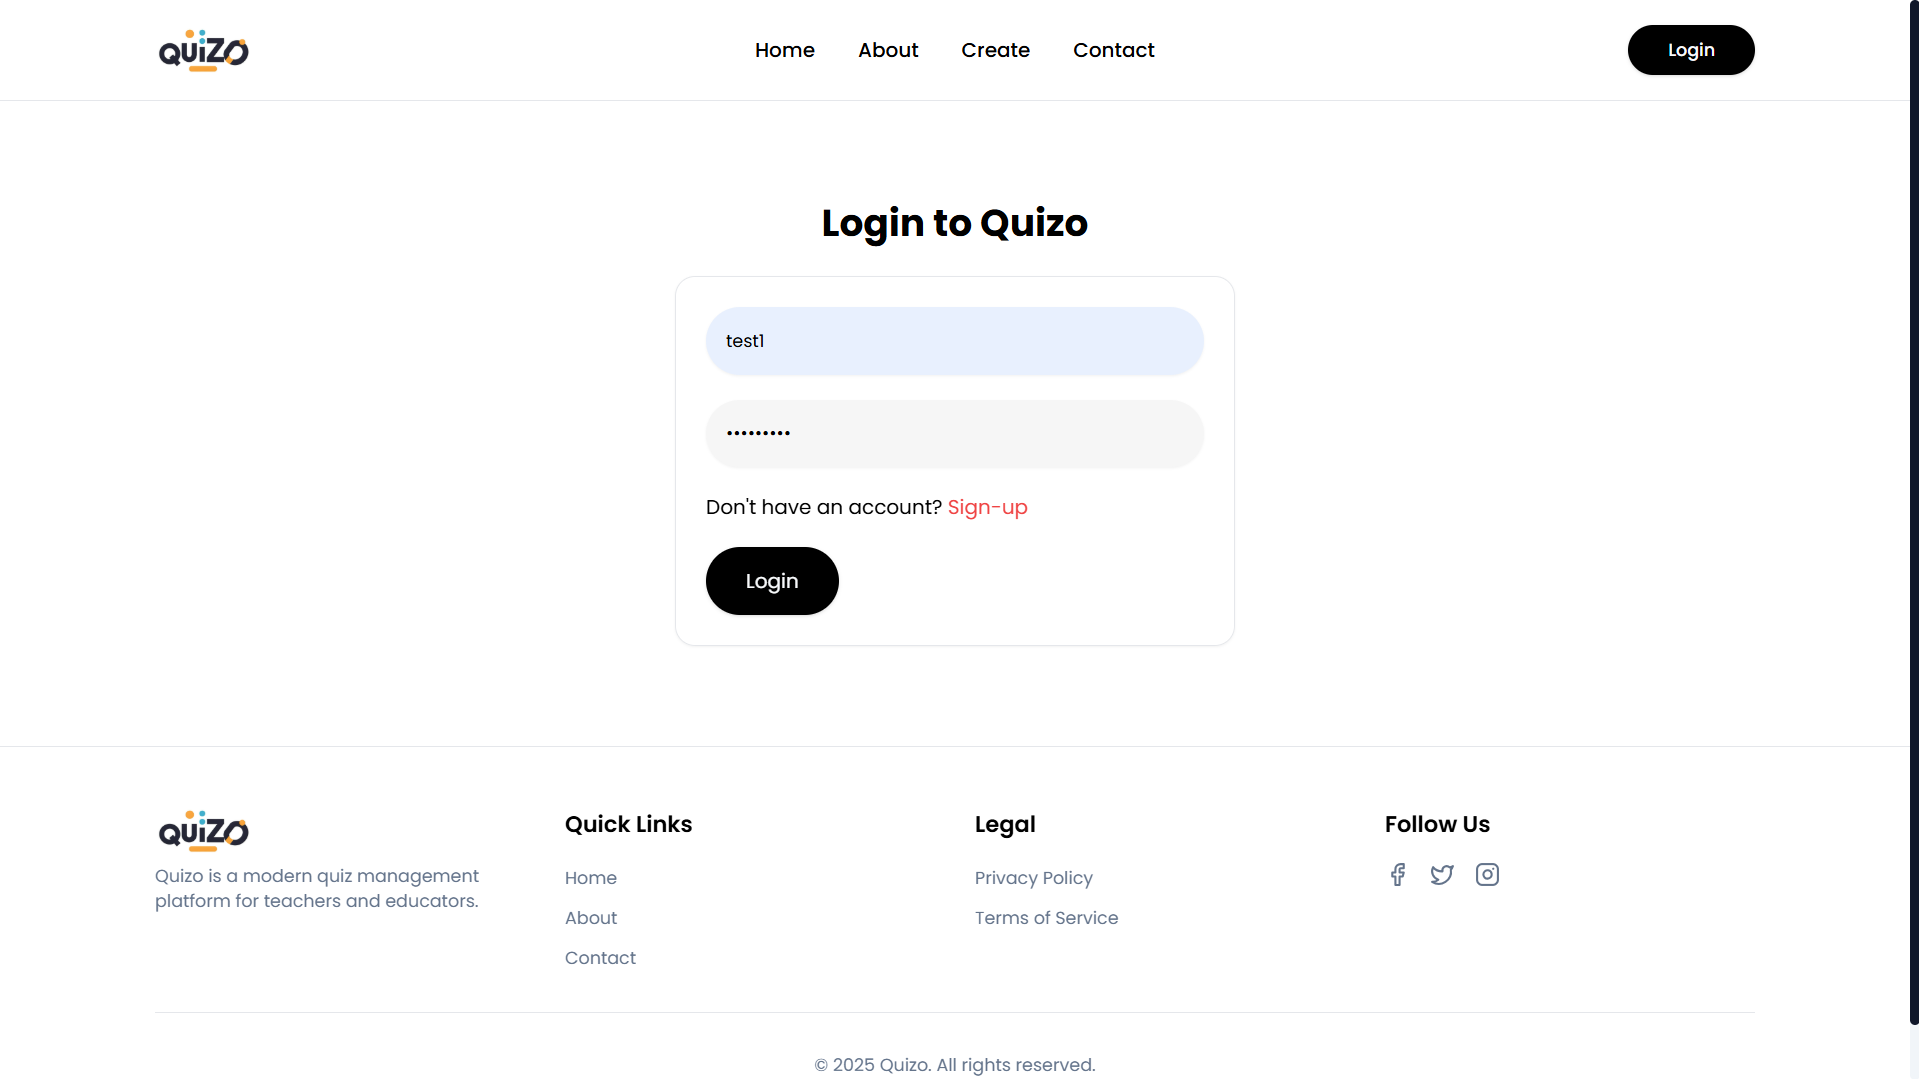 QUIZO
Home About Create Contact
Login
Login to Quizo
test1
•••••••••
Don't have an account? Sign-up
Login
QUIZO
Quizo is a modern quiz management
platform for teachers and educators.
Quick Links
Home
About
Contact
Legal
Privacy Policy
Terms of Service
Follow Us
© 2025 Quizo. All rights reserved.